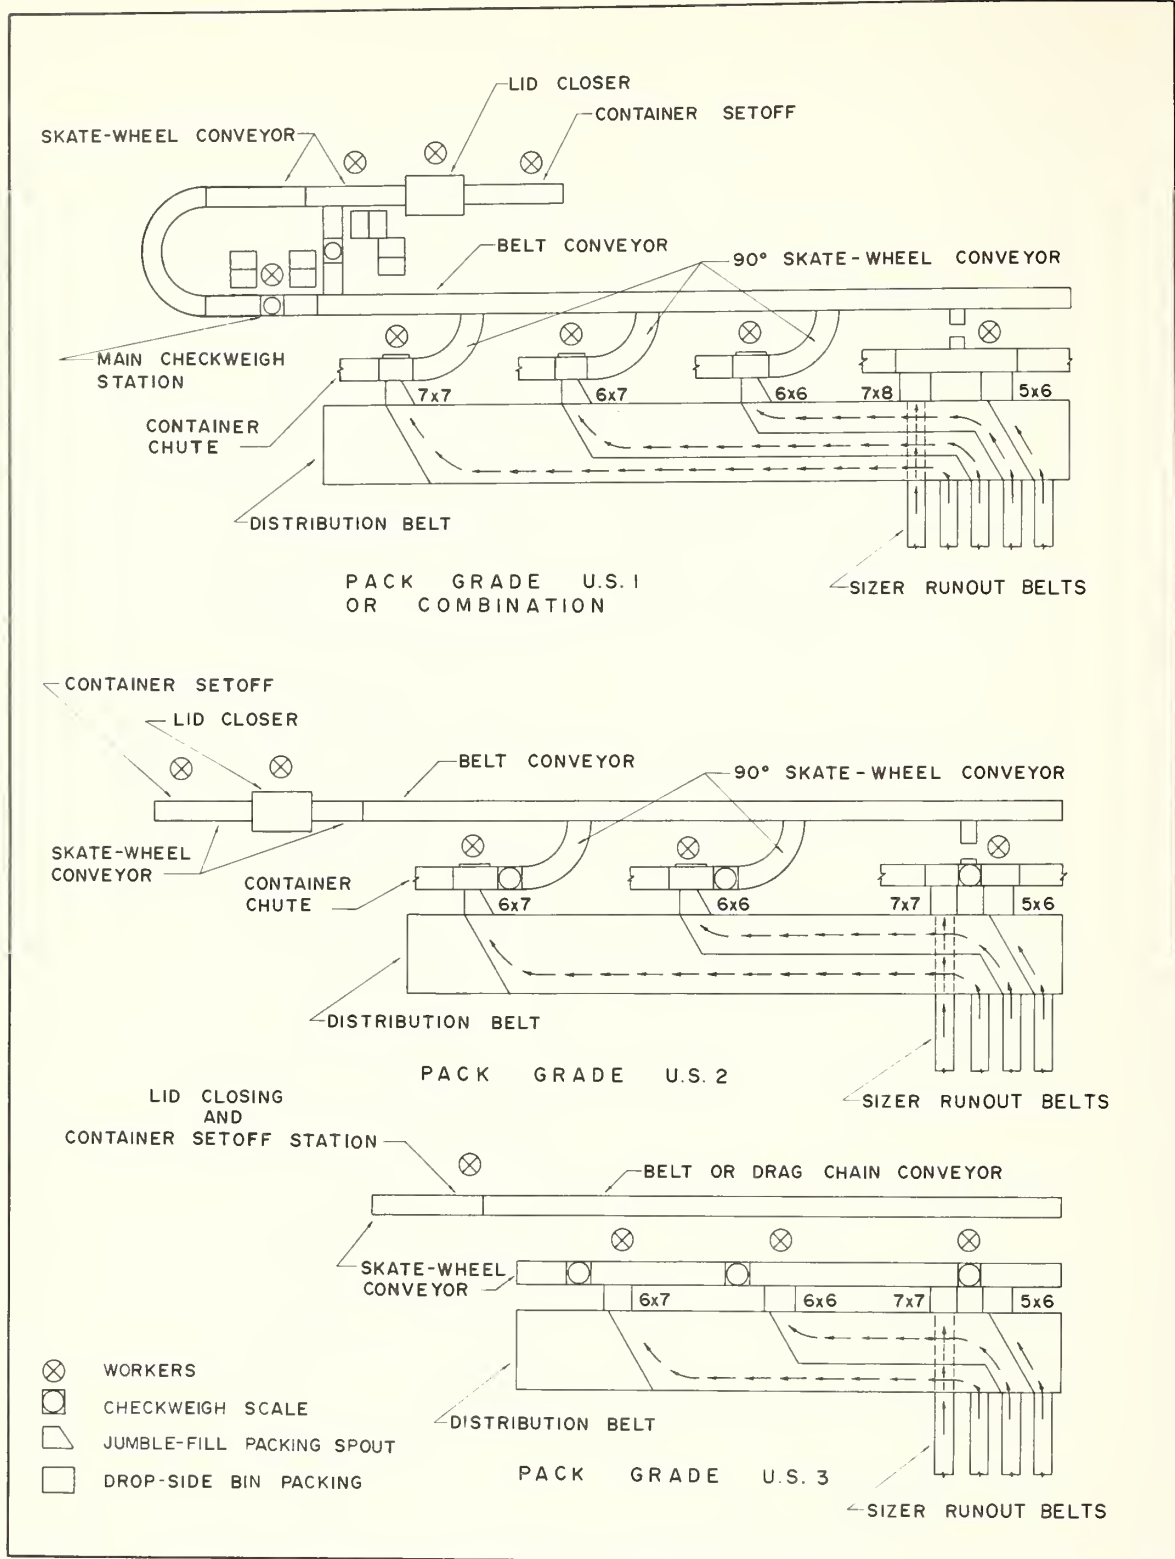 LID CLOSER
CONTAINER SETOFF
SKATE-WHEEL CONVEYOR
BELT CONVEYOR
90° SKATE-WHEEL CONVEYOR
MAIN CHECKWEIGH
STATION
7x7
6x7
6x6
7x8
5x6
CONTAINER
CHUTE
DISTRIBUTION BELT
SIZER RUNOUT BELTS
PACK GRADE U.S. 1
OR COMBINATION
CONTAINER SETOFF
LID CLOSER
BELT CONVEYOR
90° SKATE-WHEEL CONVEYOR
SKATE-WHEEL
CONVEYOR
CONTAINER
CHUTE
6x7
6x6
7x7
5x6
DISTRIBUTION BELT
PACK GRADE U.S. 2
SIZER RUNOUT BELTS
LID CLOSING
AND
CONTAINER SETOFF STATION
BELT OR DRAG CHAIN CONVEYOR
SKATE-WHEEL
CONVEYOR
6x7
6x6
7x7
5x6
DISTRIBUTION BELT
PACK GRADE U.S. 3
SIZER RUNOUT BELTS
WORKERS
CHECKWEIGH SCALE
JUMBLE-FILL PACKING SPOUT
DROP-SIDE BIN PACKING